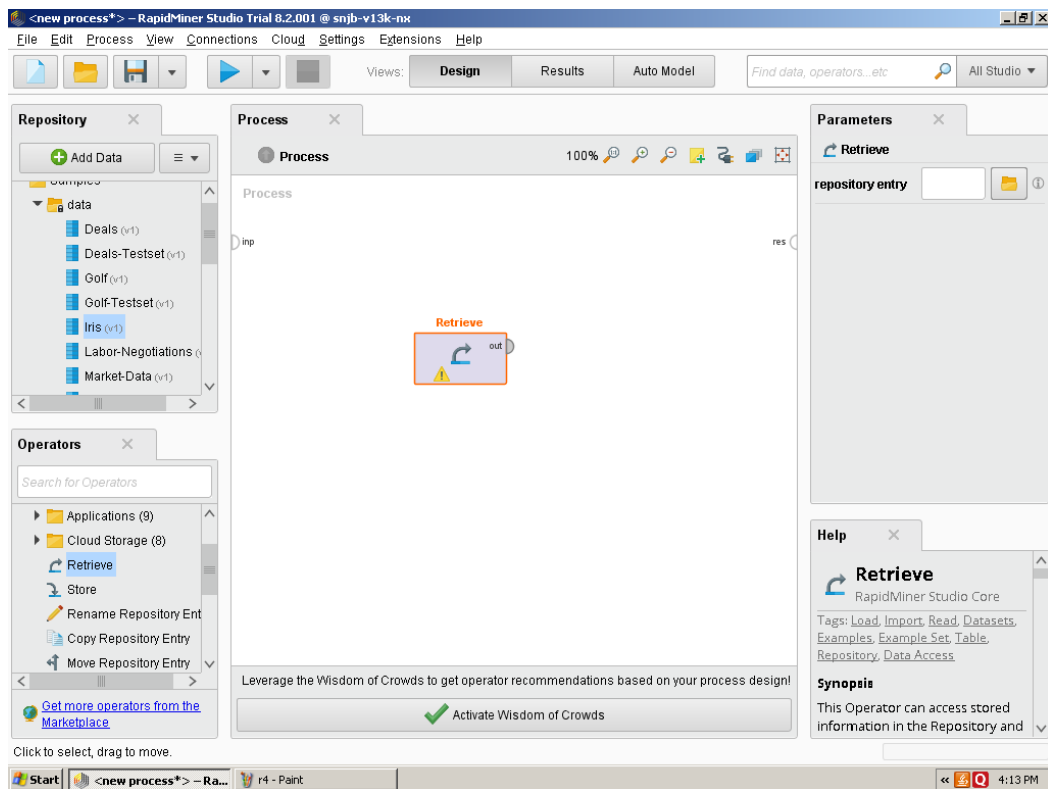 <new process*> – RapidMiner Studio Trial 8.2.001 @ snjb-v13k-nx
File Edit Process View Connections Cloud Settings Extensions Help
Views: Design Results Auto Model
Find data, operators...etc
All Studio
Repository
Add Data
Samples
data
Deals (v1)
Deals-Testset (v1)
Golf (v1)
Golf-Testset (v1)
Iris (v1)
Labor-Negotiations (
Market-Data (v1)
Operators
Search for Operators
Applications (9)
Cloud Storage (8)
Retrieve
Store
Rename Repository Ent
Copy Repository Entry
Move Repository Entry
Get more operators from the
Marketplace
Process
Process
100%
Process
inp
res
Retrieve
out
Leverage the Wisdom of Crowds to get operator recommendations based on your process design!
Activate Wisdom of Crowds
Parameters
Retrieve
repository entry
Help
Retrieve
RapidMiner Studio Core
Tags: Load, Import, Read, Datasets,
Examples, Example Set, Table,
Repository, Data Access
Synopsis
This Operator can access stored
information in the Repository and
Click to select, drag to move.
Start
<new process*> – Ra...
r4 - Paint
« Q 4:13 PM